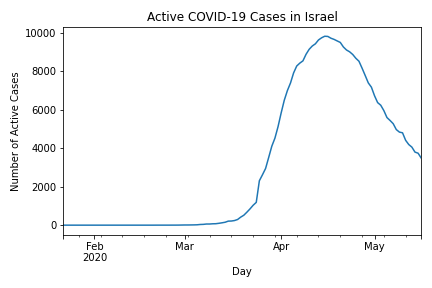 Active COVID-19 Cases in Israel
Number of Active Cases
10000
8000
6000
4000
2000
0
Feb
2020
Mar
Apr
May
Day